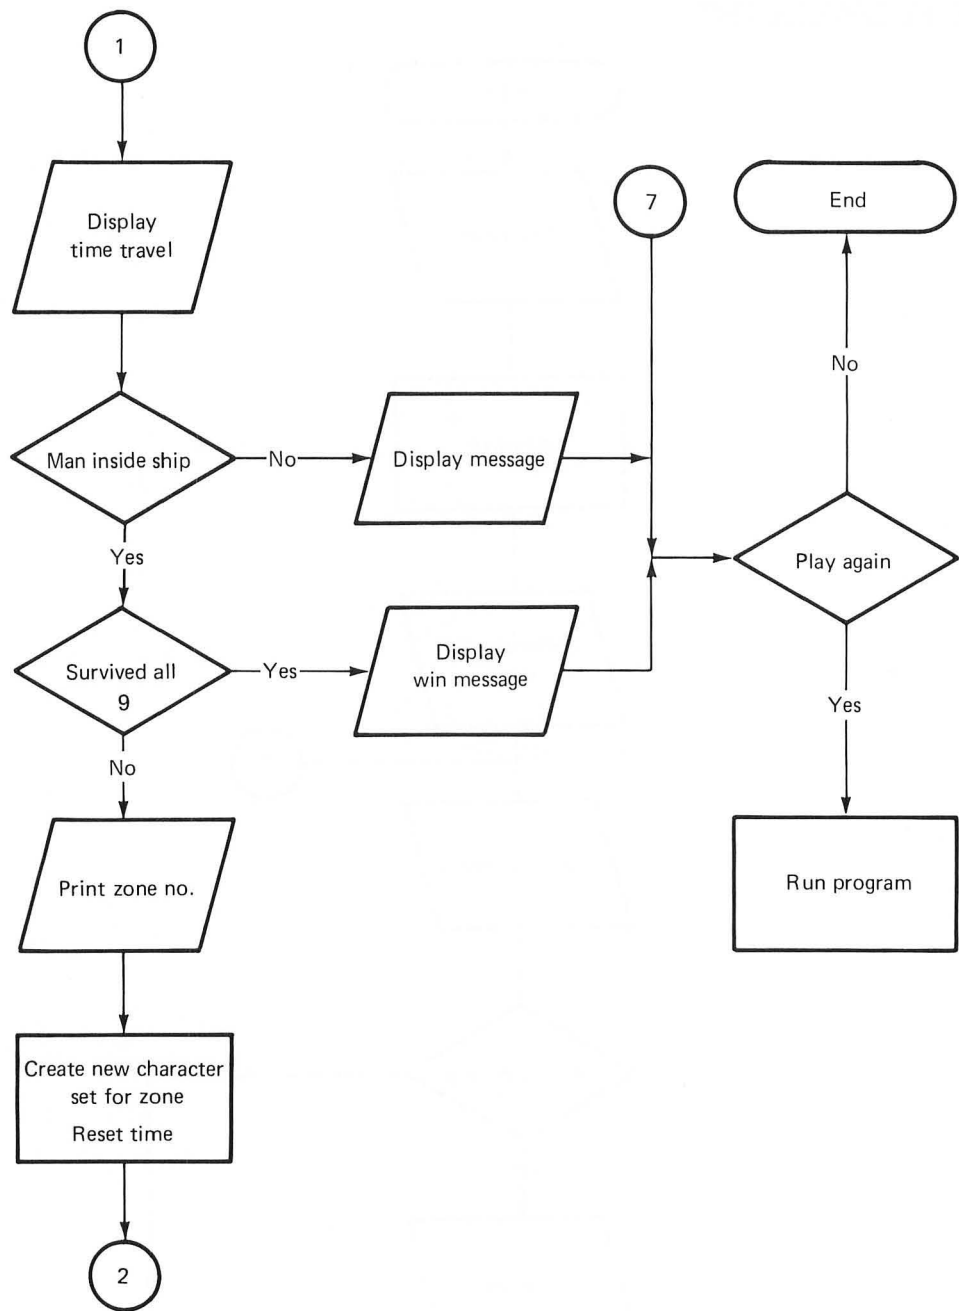 1
Display
time travel
Man inside ship
No
Display message
Yes
Survived all
9
Yes
Display
win message
No
Print zone no.
Create new character
set for zone
Reset time
2
7
End
No
Play again
Yes
Run program